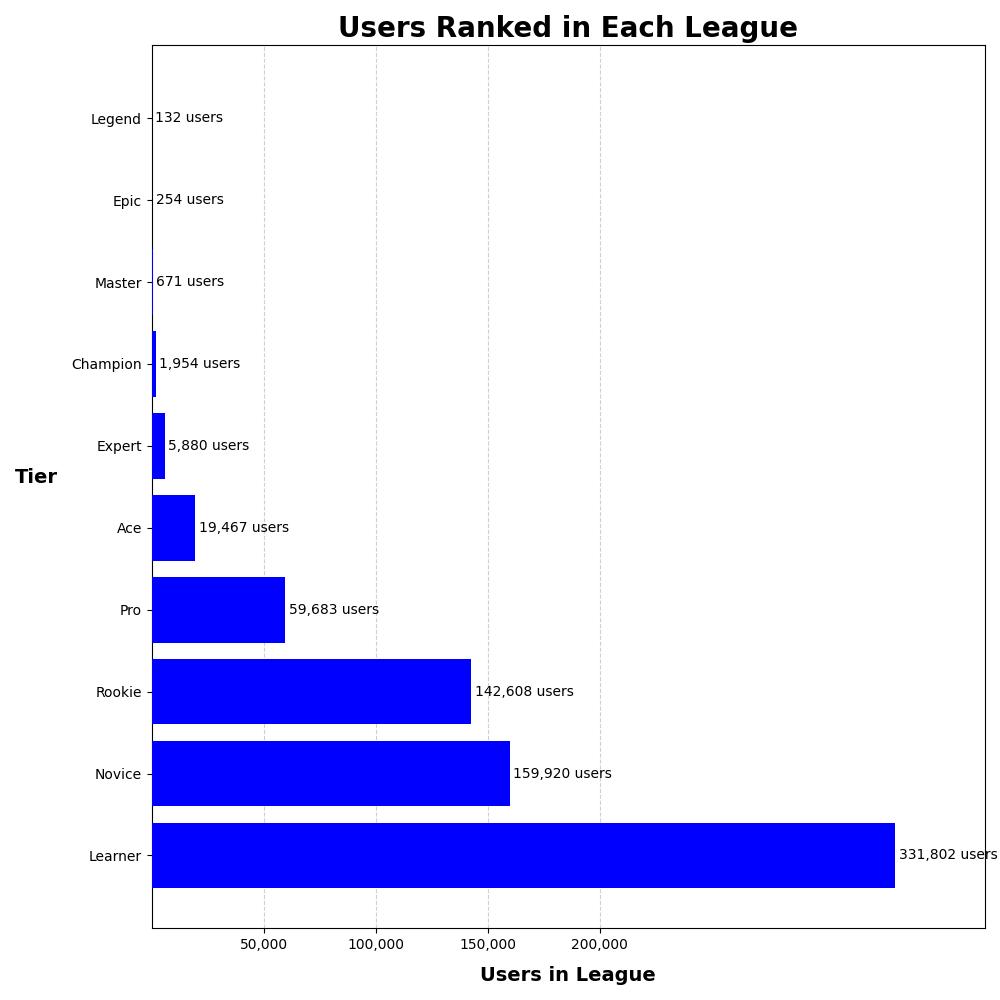 Users Ranked in Each League
Legend 132 users
Epic 254 users
Master 671 users
Champion 1,954 users
Expert 5,880 users
Tier
Ace 19,467 users
Pro 59,683 users
Rookie 142,608 users
Novice 159,920 users
Learner 331,802 users
50,000 100,000 150,000 200,000
Users in League